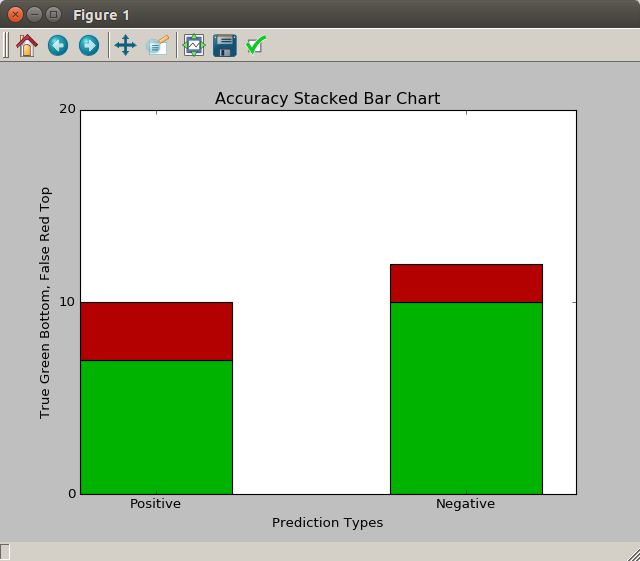 Figure 1
Accuracy Stacked Bar Chart
True Green Bottom, False Red Top
20
10
0
Positive
Negative
Prediction Types